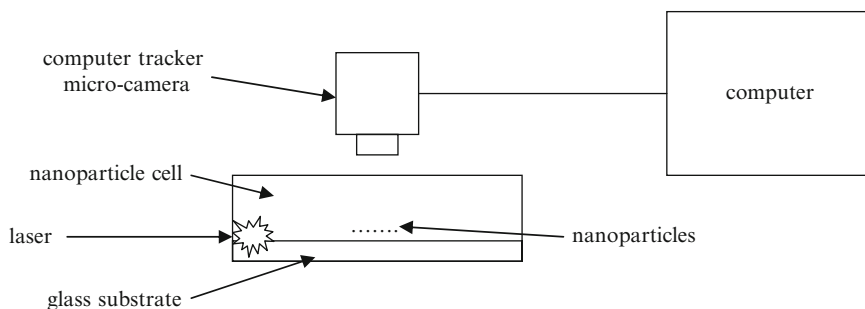 computer tracker
micro-camera
computer
nanoparticle cell
laser
nanoparticles
glass substrate